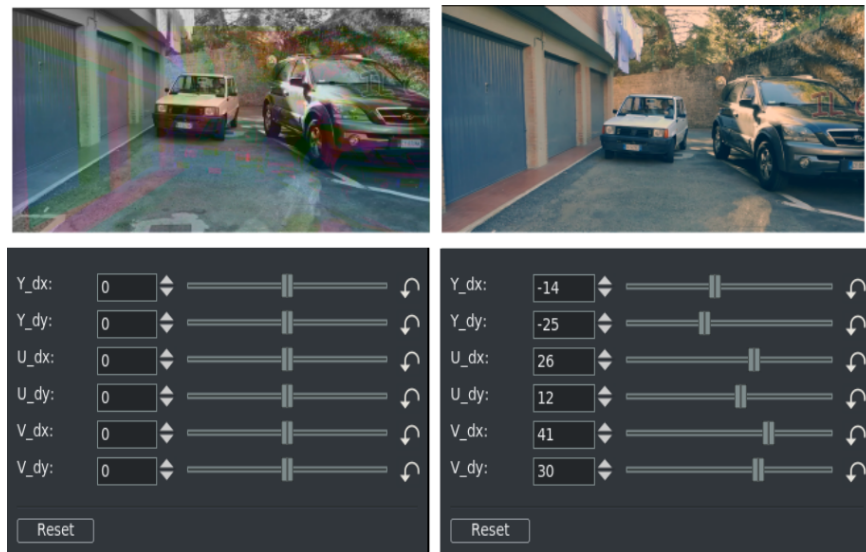 Y_dx: 0
Y_dy: 0
U_dx: 0
U_dy: 0
V_dx: 0
V_dy: 0
Reset
Y_dx: -14
Y_dy: -25
U_dx: 26
U_dy: 12
V_dx: 41
V_dy: 30
Reset